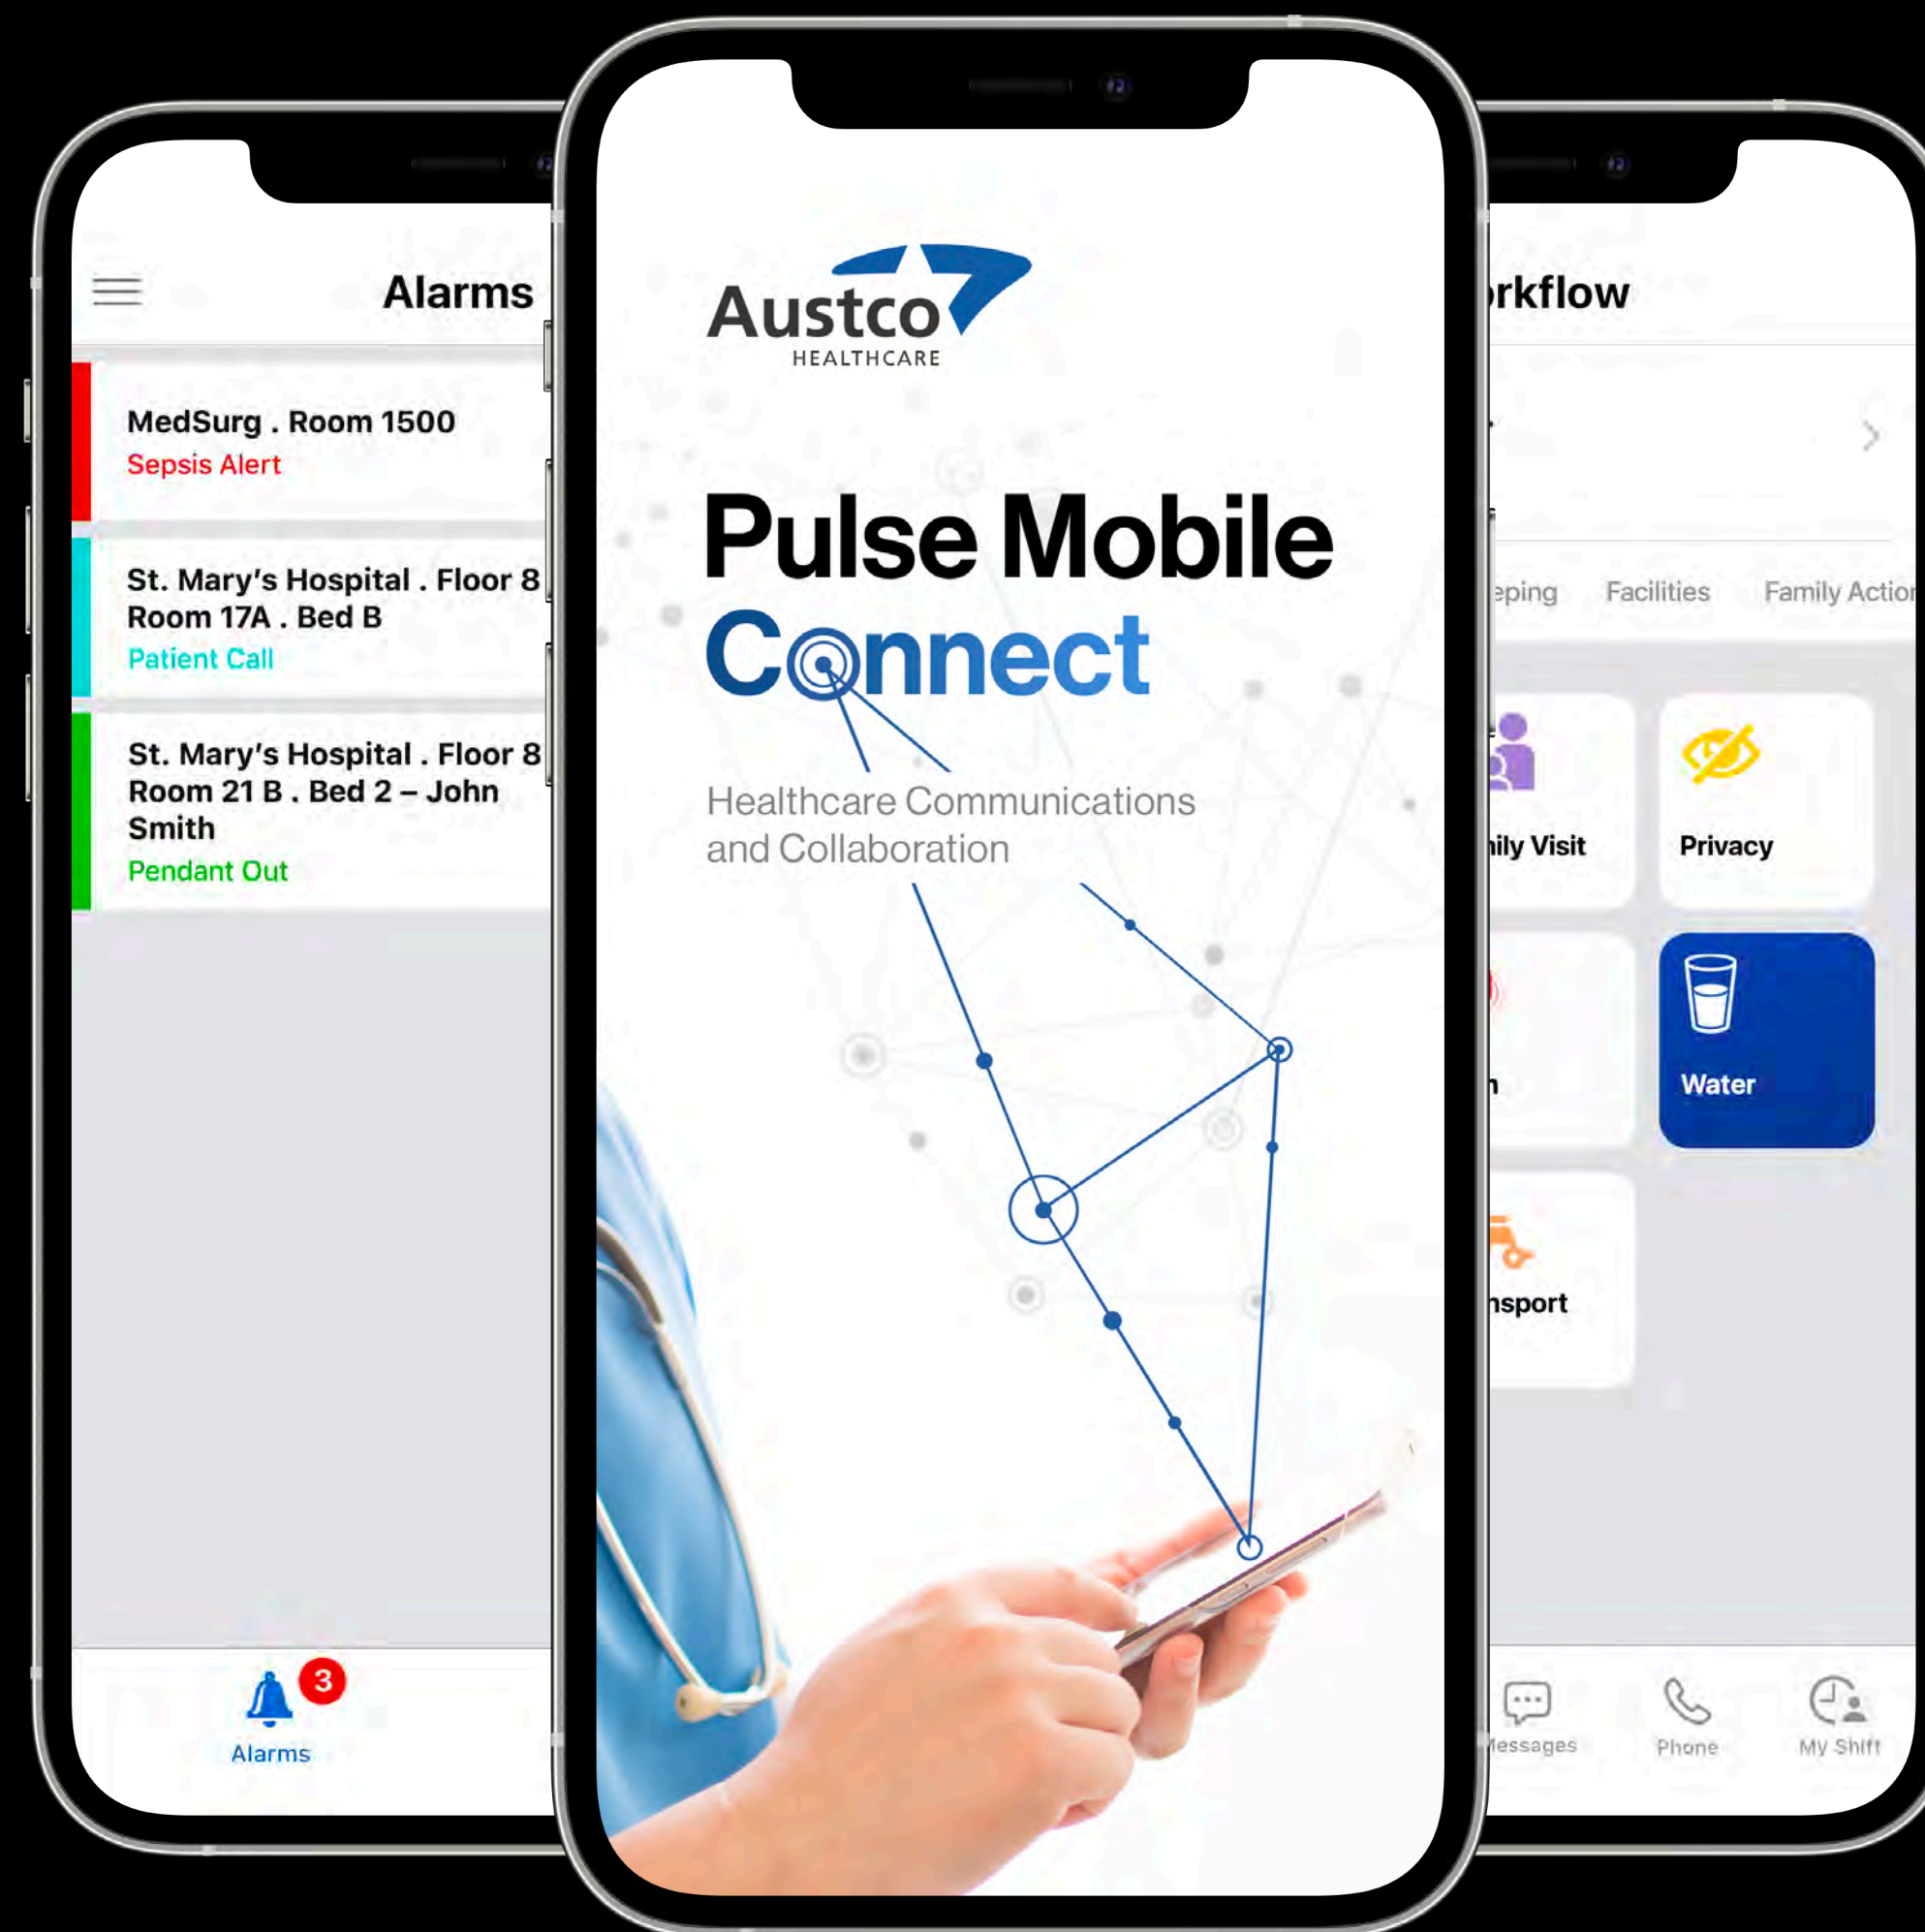 Alarms
MedSurg . Room 1500
Sepsis Alert
St. Mary's Hospital . Floor 8
Room 17A . Bed B
Patient Call
St. Mary's Hospital . Floor 8
Room 21 B . Bed 2 – John
Smith
Pendant Out
3
Alarms
Austco
HEALTHCARE
Pulse Mobile
Connect
Healthcare Communications
and Collaboration
rkflow
eping Facilities Family Action
ily Visit Privacy
Water
nsport
Messages Phone My Shift